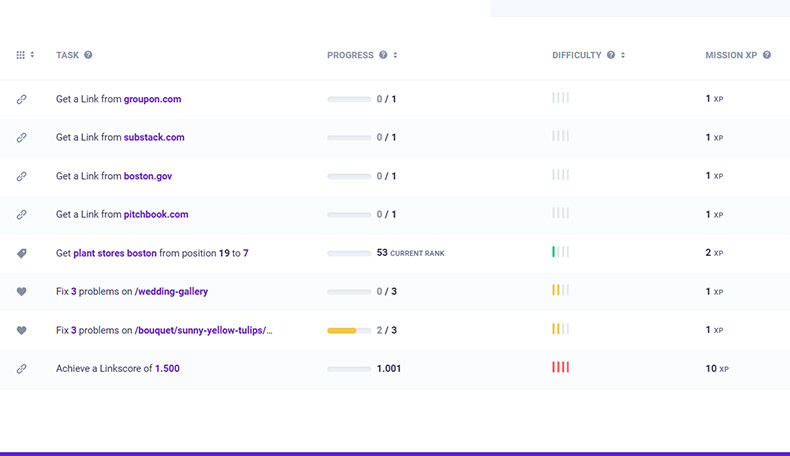 TASK PROGRESS DIFFICULTY MISSION XP
Get a Link from groupon.com 0 / 1 1 XP
Get a Link from substack.com 0 / 1 1 XP
Get a Link from boston.gov 0 / 1 1 XP
Get a Link from pitchbook.com 0 / 1 1 XP
Get plant stores boston from position 19 to 7 53 CURRENT RANK 2 XP
Fix 3 problems on /wedding-gallery 0 / 3 1 XP
Fix 3 problems on /bouquet/sunny-yellow-tulips/... 2 / 3 1 XP
Achieve a Linkscore of 1.500 1.001 10 XP